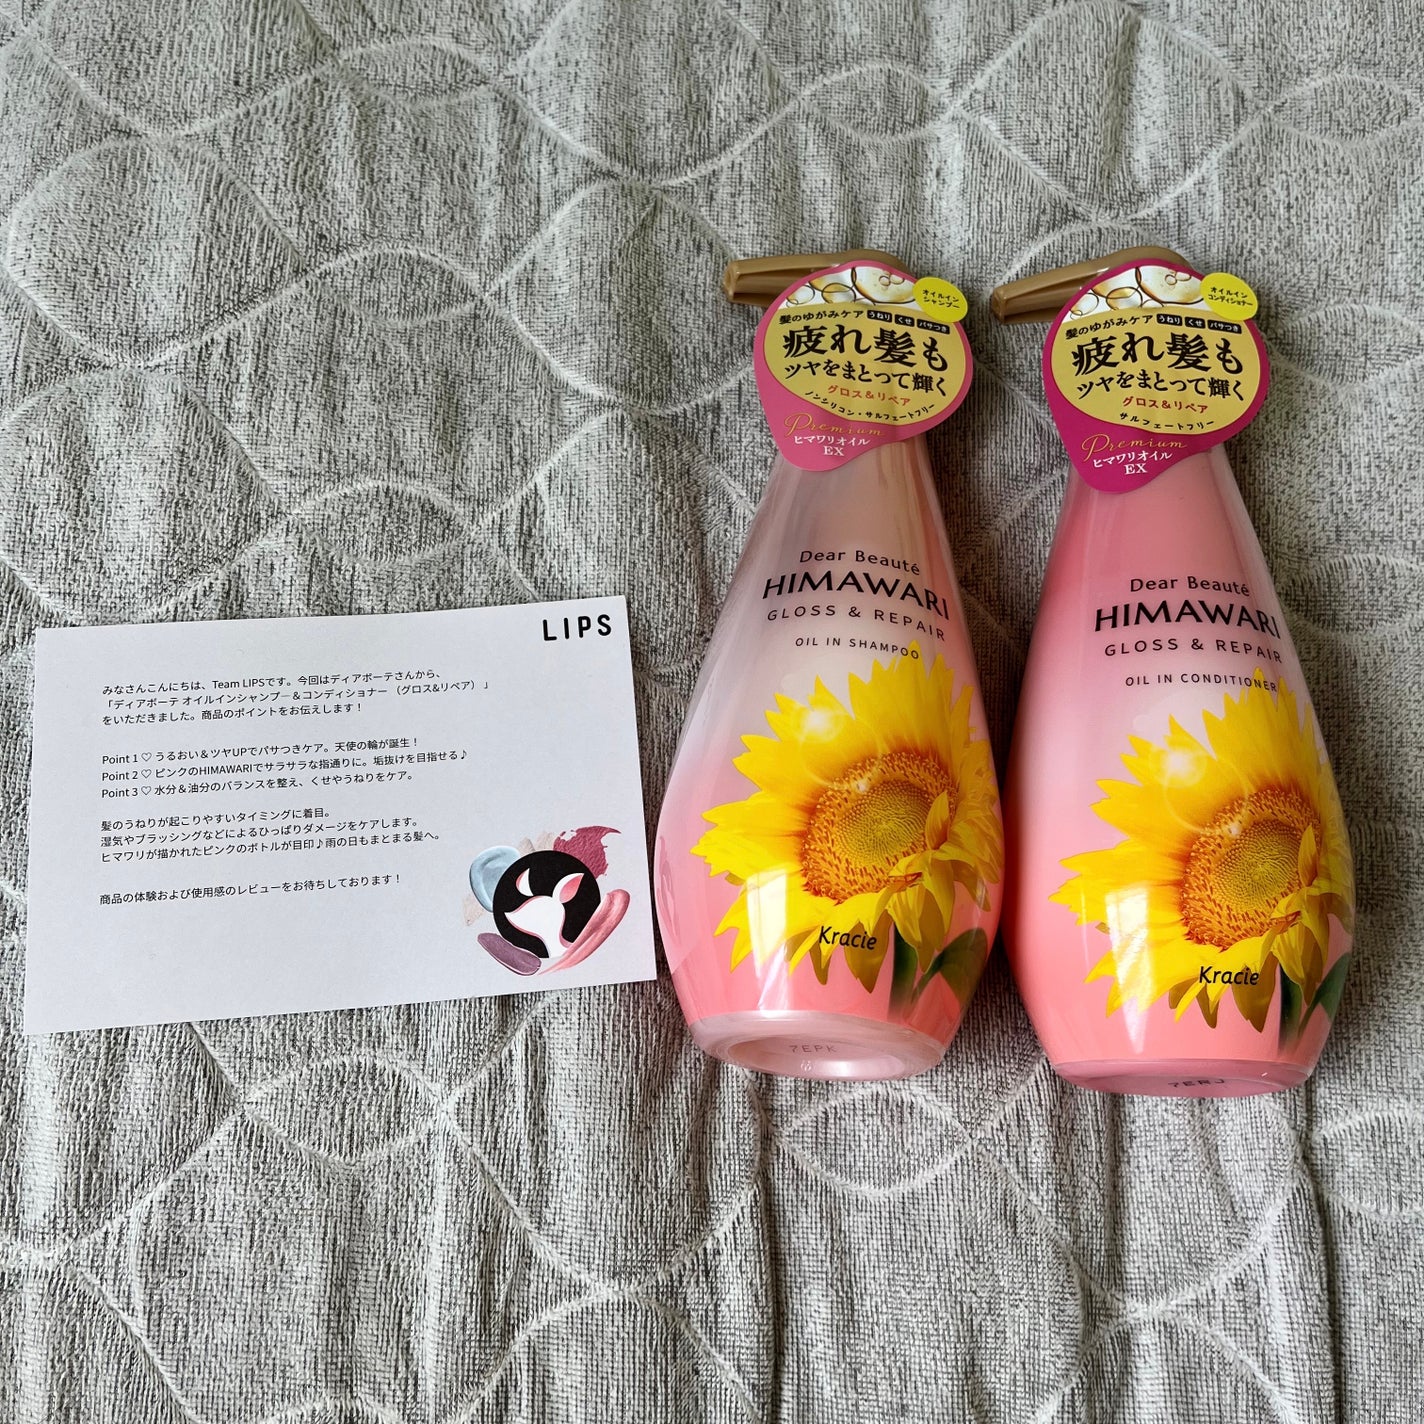 LIPS
みなさんこんにちは、Team LIPSです。今回はディアボーテさんから、
「ディアボーテ オイルインシャンプー＆コンディショナー （グロス&リペア）」
をいただきました。商品のポイントをお伝えします！
Point 1 ♡ うるおい＆ツヤUPでパサつきケア。天使の輪が誕生！
Point 2 ♡ ピンクのHIMAWARIでサラサラな指通りに。垢抜けを目指せる♪
Point 3 ♡ 水分＆油分のバランスを整え、くせやうねりをケア。
髪のうねりが起こりやすいタイミングに着目。
湿気やブラッシングなどによるひっぱりダメージをケアします。
ヒマワリが描かれたピンクのボトルが目印♪雨の日もまとまる髪へ。
商品の体験および使用感のレビューをお待ちしております！
オイルイン
シャンプー
髪のゆがみケア うねり くせ パサつき
疲れ髪も
ツヤをまとって輝く
グロス＆リペア
ノンシリコン・サルフェートフリー
Premium
ヒマワリオイル
EX
Dear Beauté
HIMAWARI
GLOSS & REPAIR
OIL IN SHAMPOO
Kracie
7EPK
オイルイン
コンディショナー
髪のゆがみケア うねり くせ パサつき
疲れ髪も
ツヤをまとって輝く
グロス＆リペア
サルフェートフリー
Premium
ヒマワリオイル
EX
Dear Beauté
HIMAWARI
GLOSS & REPAIR
OIL IN CONDITIONER
Kracie
7ERJ